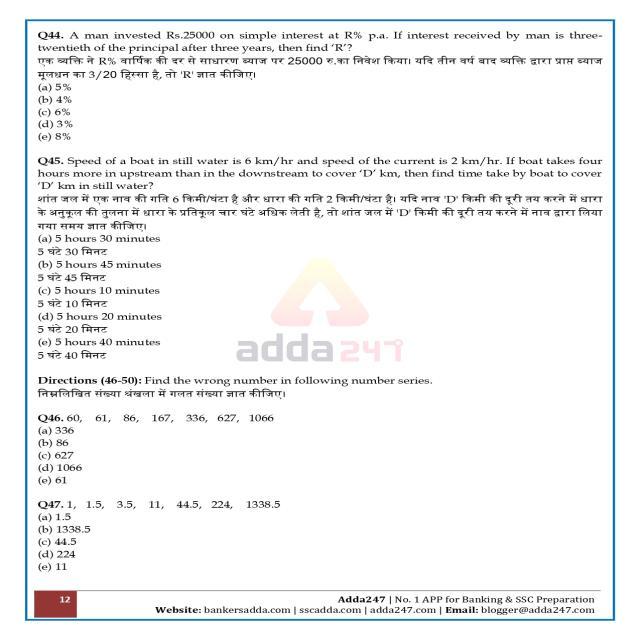 Q44. A man invested Rs.25000 on simple interest at R% p.a. If interest received by man is three-
twentieth of the principal after three years, then find ‘R’?
एक व्यक्ति ने R% वार्षिक की दर से साधारण ब्याज पर 25000 रु.का निवेश किया। यदि तीन वर्ष बाद व्यक्ति द्वारा प्राप्त ब्याज
मूलधन का 3/20 हिस्सा है, तो 'R' ज्ञात कीजिए।
(a) 5%
(b) 4%
(c) 6%
(d) 3%
(e) 8%
Q45. Speed of a boat in still water is 6 km/hr and speed of the current is 2 km/hr. If boat takes four
hours more in upstream than in the downstream to cover ‘D’ km, then find time take by boat to cover
‘D’ km in still water?
शांत जल में एक नाव की गति 6 किमी/घंटा है और धारा की गति 2 किमी/घंटा है। यदि नाव 'D' किमी की दूरी तय करने में धारा
के अनुकूल की तुलना में धारा के प्रतिकूल चार घंटे अधिक लेती है, तो शांत जल में 'D' किमी की दूरी तय करने में नाव द्वारा लिया
गया समय ज्ञात कीजिए।
(a) 5 hours 30 minutes
5 घंटे 30 मिनट
(b) 5 hours 45 minutes
5 घंटे 45 मिनट
(c) 5 hours 10 minutes
5 घंटे 10 मिनट
(d) 5 hours 20 minutes
5 घंटे 20 मिनट
(e) 5 hours 40 minutes
5 घंटे 40 मिनट
adda247
Directions (46-50): Find the wrong number in following number series.
निम्नलिखित संख्या श्रंखला में गलत संख्या ज्ञात कीजिए।
Q46. 60, 61, 86, 167, 336, 627, 1066
(a) 336
(b) 86
(c) 627
(d) 1066
(e) 61
Q47. 1, 1.5, 3.5, 11, 44.5, 224, 1338.5
(a) 1.5
(b) 1338.5
(c) 44.5
(d) 224
(e) 11
12 Adda247 | No. 1 APP for Banking & SSC Preparation
Website: bankersadda.com | sscadda.com | adda247.com | Email: blogger@adda247.com